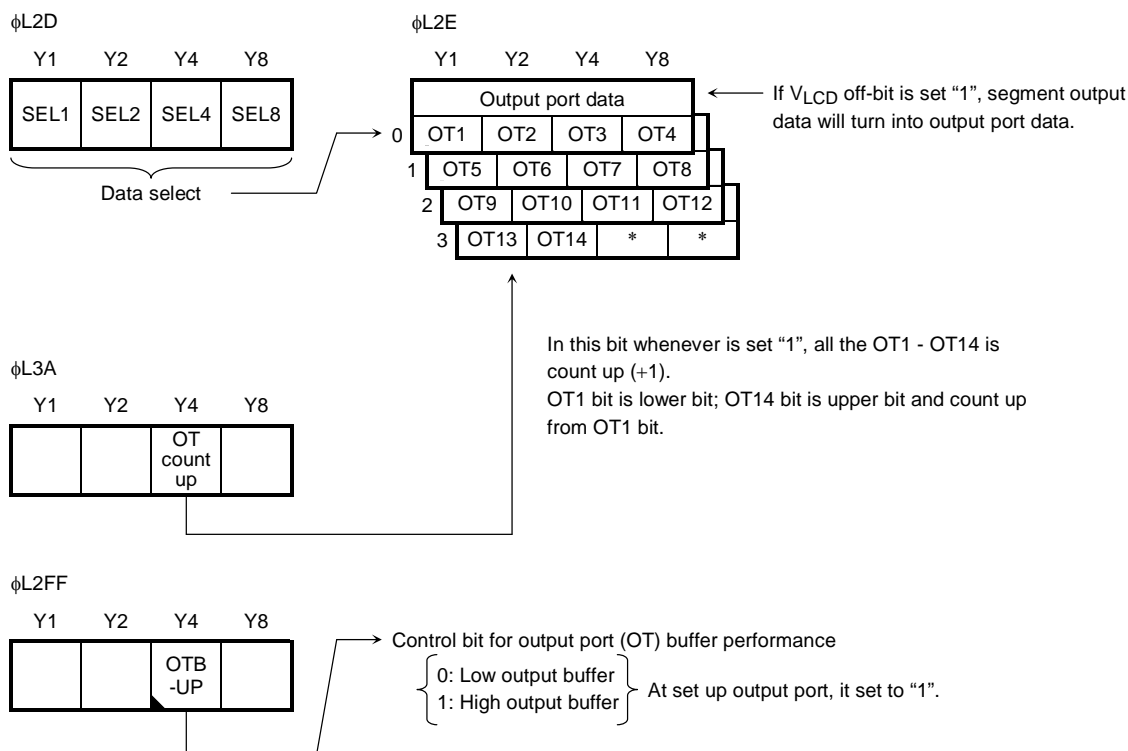 ϕL2D
Y1 Y2 Y4 Y8
SEL1 SEL2 SEL4 SEL8
Data select
ϕL2E
Y1 Y2 Y4 Y8
Output port data
0 OT1 OT2 OT3 OT4
1 OT5 OT6 OT7 OT8
2 OT9 OT10 OT11 OT12
3 OT13 OT14 * *
If VLCD off-bit is set “1”, segment output
data will turn into output port data.
In this bit whenever is set “1”, all the OT1 - OT14 is
count up (+1).
OT1 bit is lower bit; OT14 bit is upper bit and count up
from OT1 bit.
ϕL3A
Y1 Y2 Y4 Y8
OT
count
up
ϕL2FF
Y1 Y2 Y4 Y8
OTB
-UP
Control bit for output port (OT) buffer performance
0: Low output buffer
1: High output buffer
At set up output port, it set to “1”.